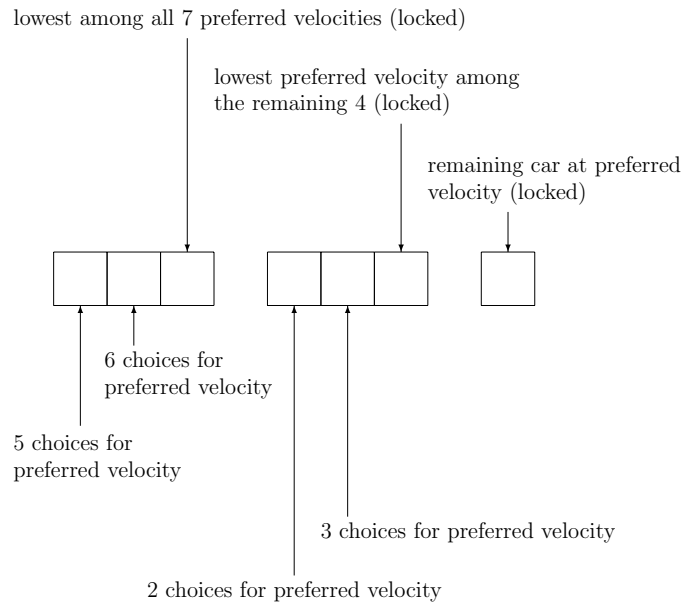 lowest among all 7 preferred velocities (locked)
lowest preferred velocity among
the remaining 4 (locked)
remaining car at preferred
velocity (locked)
6 choices for
preferred velocity
5 choices for
preferred velocity
3 choices for preferred velocity
2 choices for preferred velocity